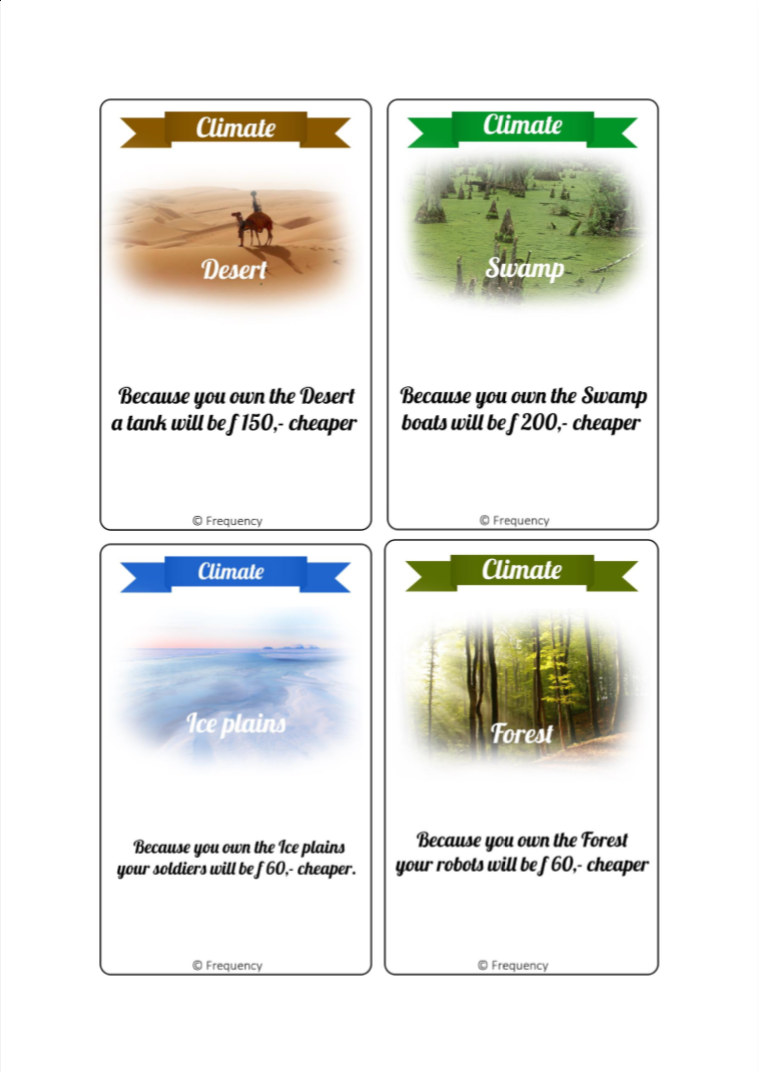 Climate
Desert
Because you own the Desert
a tank will be ƒ 150,- cheaper
© Frequency
Climate
Swamp
Because you own the Swamp
boats will be ƒ 200,- cheaper
© Frequency
Climate
Ice plains
Because you own the Ice plains
your soldiers will be ƒ 60,- cheaper.
© Frequency
Climate
Forest
Because you own the Forest
your robots will be ƒ 60,- cheaper
© Frequency